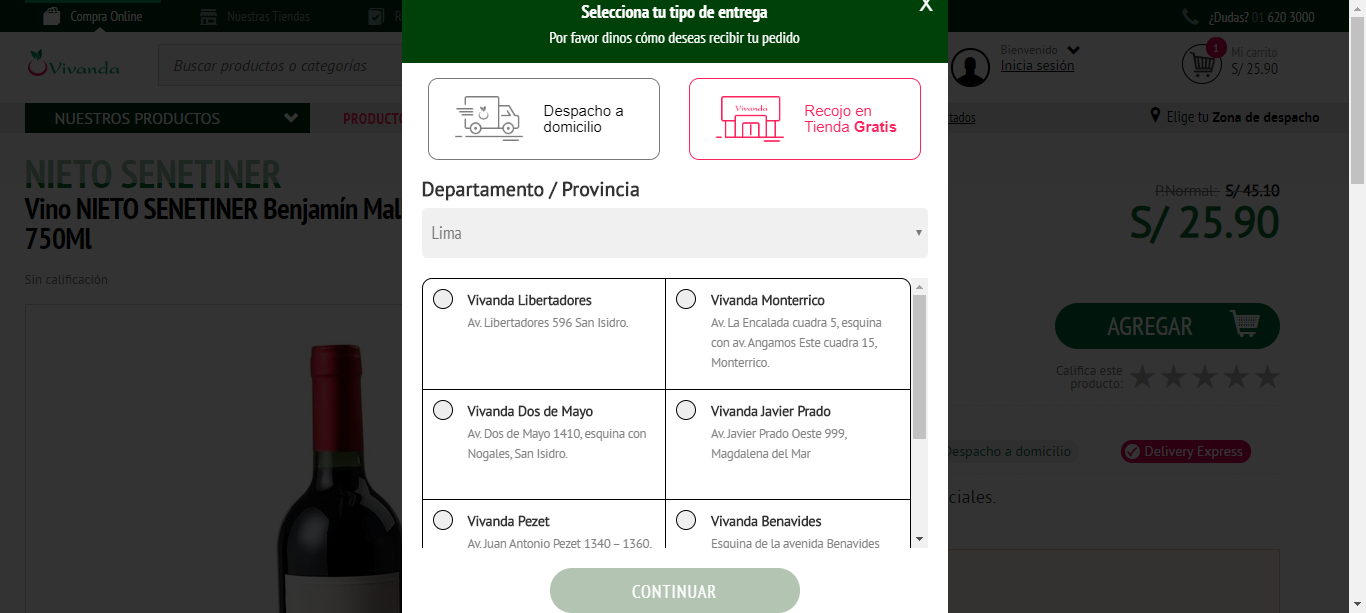 Compra Online
Nuestras Tiendas
R
Selecciona tu tipo de entrega
X
Por favor dinos cómo deseas recibir tu pedido
¿Dudas? 01 620 3000
Vivanda
Buscar productos o categorías
Bienvenido
Inicia sesión
1
Mi carrito
S/ 25.90
Despacho a
domicilio
Vivanda
Recojo en
Tienda Gratis
NUESTROS PRODUCTOS
PRODUCTO
tados
Elige tu Zona de despacho
NIETO SENETINER
Vino NIETO SENETINER Benjamín Mal
750Ml
Sin calificación
Departamento / Provincia
Lima
P.Normal: S/ 45.10
S/ 25.90
Vivanda Libertadores
Av. Libertadores 596 San Isidro.
Vivanda Monterrico
Av. La Encalada cuadra 5, esquina
con av. Angamos Este cuadra 15,
Monterrico.
Vivanda Dos de Mayo
Av. Dos de Mayo 1410, esquina con
Nogales, San Isidro.
Vivanda Javier Prado
Av. Javier Prado Oeste 999,
Magdalena del Mar
Vivanda Pezet
Av. Juan Antonio Pezet 1340 – 1360,
Vivanda Benavides
Esquina de la avenida Benavides
CONTINUAR
AGREGAR
Califica este
producto:
Despacho a domicilio
Delivery Express
ciales.